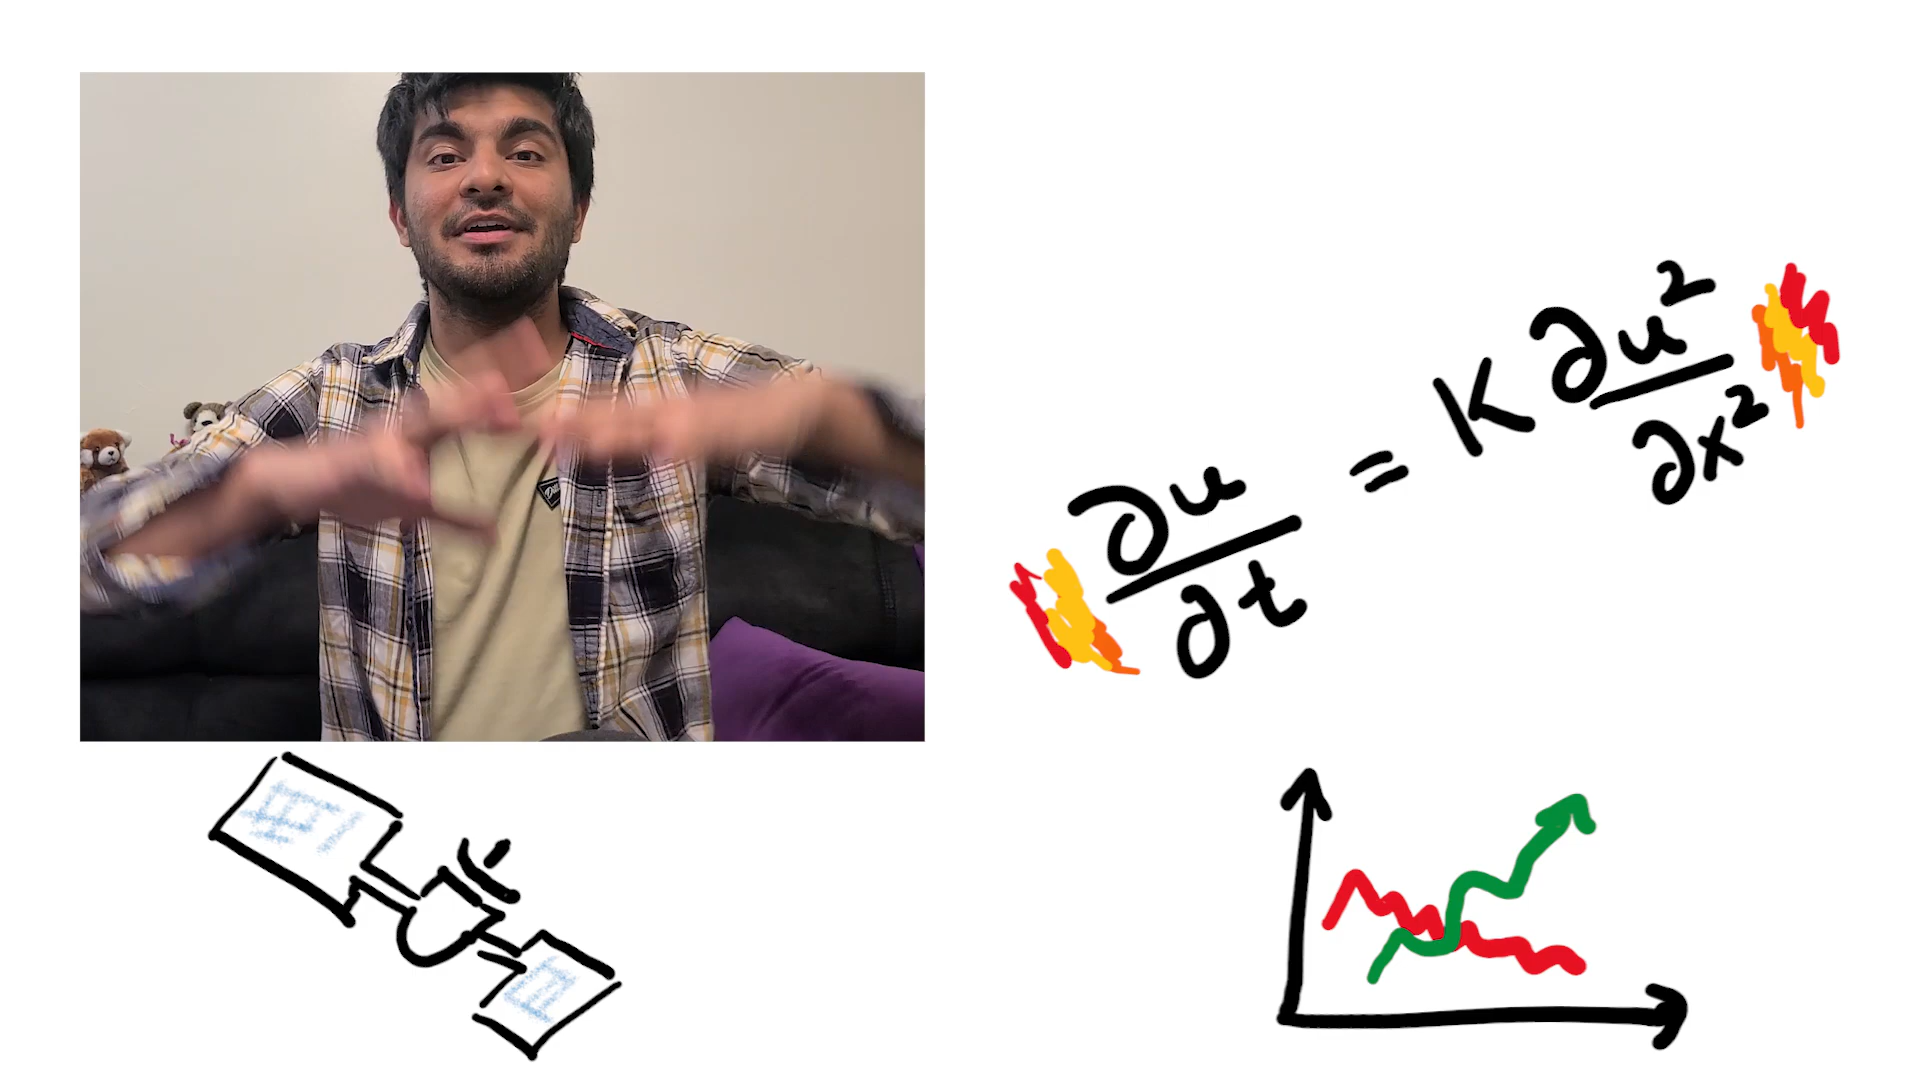 ∂u/∂t = K ∂u²/∂x²